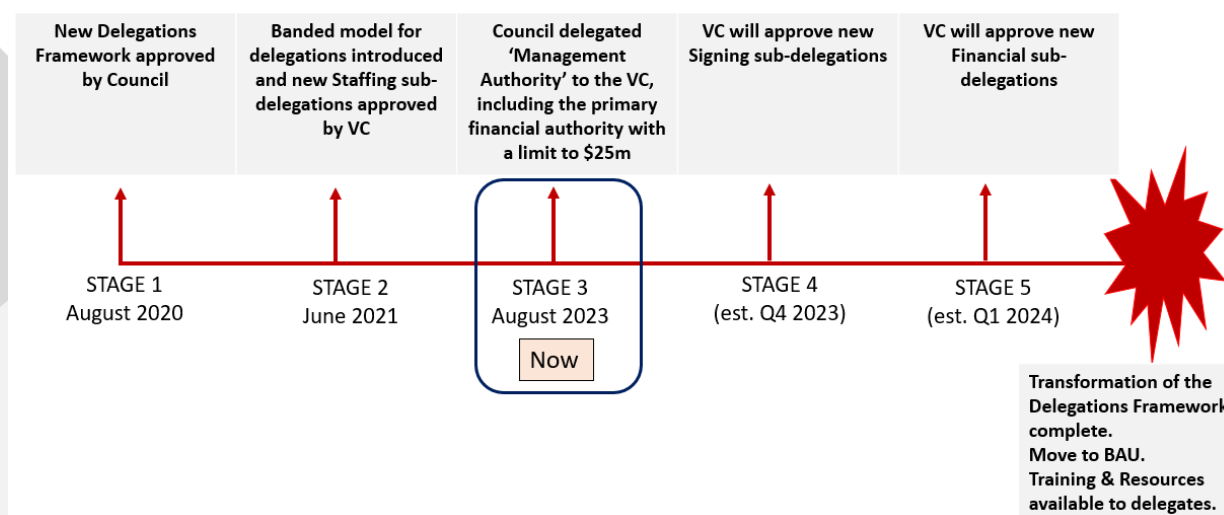 New Delegations
Framework approved
by Council
Banded model for
delegations introduced
and new Staffing sub-
delegations approved
by VC
Council delegated
‘Management
Authority’ to the VC,
including the primary
financial authority with
a limit to $25m
VC will approve new
Signing sub-delegations
VC will approve new
Financial sub-
delegations
STAGE 1
August 2020
STAGE 2
June 2021
STAGE 3
August 2023
Now
STAGE 4
(est. Q4 2023)
STAGE 5
(est. Q1 2024)
Transformation of the
Delegations Framework
complete.
Move to BAU.
Training & Resources
available to delegates.